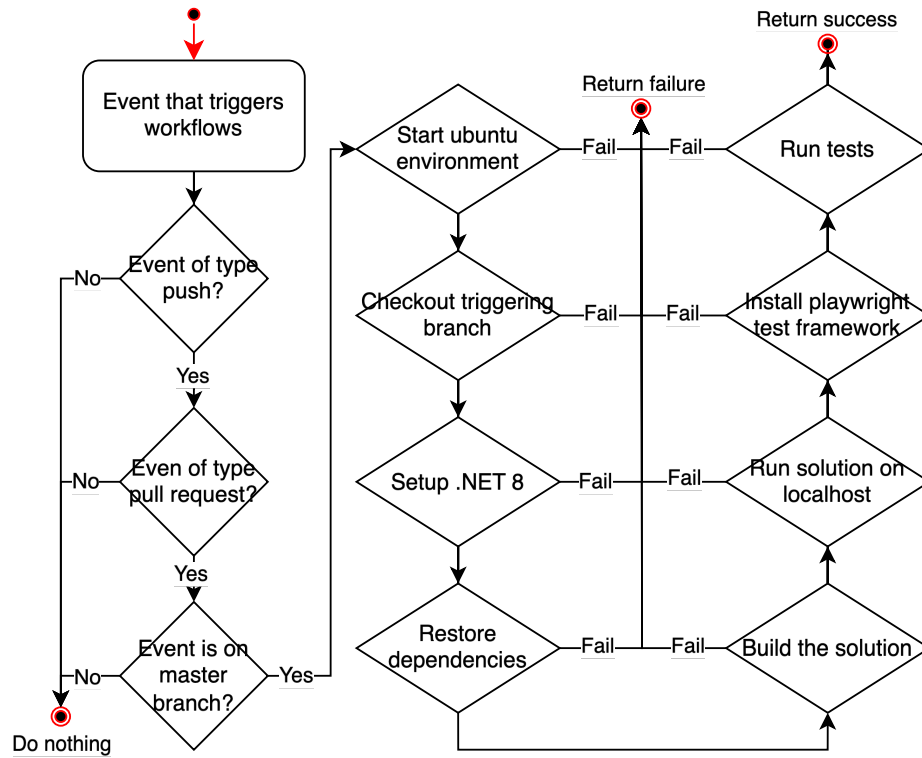 Event that triggers
workflows
Event of type
push?
No
Yes
Even of type
pull request?
No
Yes
Event is on
master
branch?
No
Yes
Do nothing
Start ubuntu
environment
Fail
Checkout triggering
branch
Fail
Setup .NET 8
Fail
Restore
dependencies
Fail
Return failure
Build the solution
Fail
Run solution on
localhost
Fail
Install playwright
test framework
Fail
Run tests
Fail
Return success